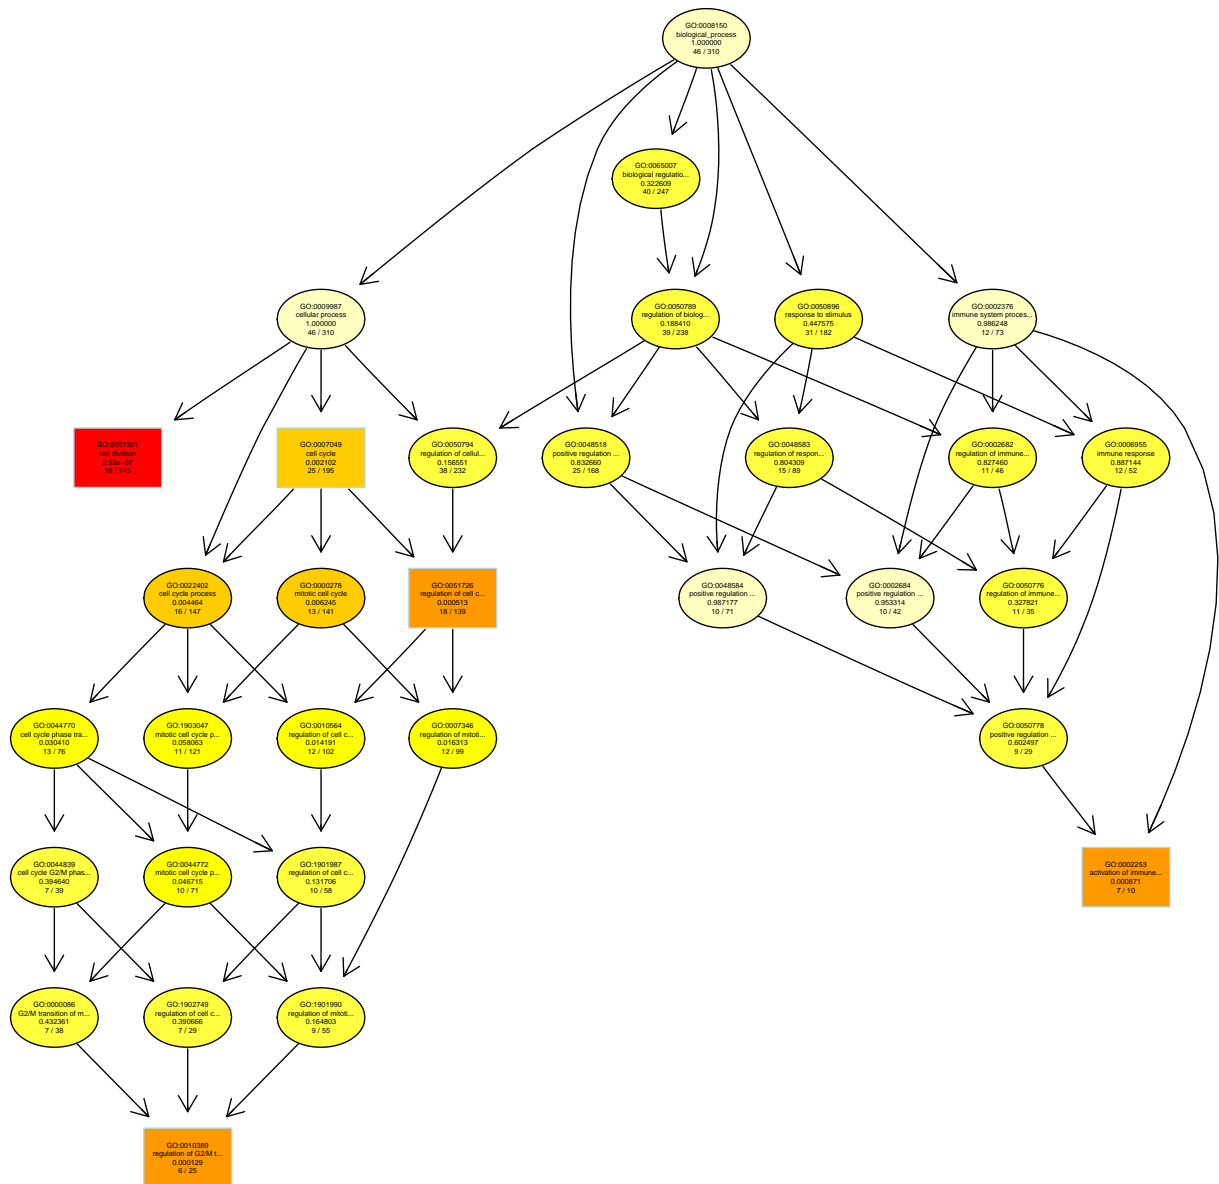 GO:0008150
biological_process
1.000000
46 / 310
GO:0065007
biological regulatio...
0.322609
40 / 247
GO:0009987
cellular process
1.000000
46 / 310
GO:0050789
regulation of biolog...
0.188410
39 / 238
GO:0050896
response to stimulus
0.447575
31 / 182
GO:0002376
immune system proces...
0.986248
12 / 73
GO:0051301
cell division
2.82e−07
16 / 145
GO:0007049
cell cycle
0.002102
25 / 195
GO:0050794
regulation of cellul...
0.156551
38 / 232
GO:0048518
positive regulation ...
0.832660
25 / 168
GO:0048583
regulation of respon...
0.804309
15 / 89
GO:0002682
regulation of immune...
0.827460
11 / 46
GO:0006955
immune response
0.887144
12 / 52
GO:0022402
cell cycle process
0.004464
16 / 147
GO:0000278
mitotic cell cycle
0.006245
13 / 141
GO:0051726
regulation of cell c...
0.000513
18 / 139
GO:0048584
positive regulation ...
0.987177
10 / 71
GO:0002684
positive regulation ...
0.953314
10 / 42
GO:0050776
regulation of immune...
0.327821
11 / 35
GO:0044770
cell cycle phase tra...
0.030410
13 / 76
GO:1903047
mitotic cell cycle p...
0.058063
11 / 121
GO:0010564
regulation of cell c...
0.014191
12 / 102
GO:0007346
regulation of mitoti...
0.016313
12 / 99
GO:0050778
positive regulation ...
0.602497
9 / 29
GO:0044839
cell cycle G2/M phas...
0.394640
7 / 39
GO:0044772
mitotic cell cycle p...
0.046715
10 / 71
GO:1901987
regulation of cell c...
0.131706
10 / 58
GO:0002253
activation of immune...
0.000871
7 / 10
GO:0000086
G2/M transition of m...
0.432361
7 / 38
GO:1902749
regulation of cell c...
0.390666
7 / 29
GO:1901990
regulation of mitoti...
0.164803
9 / 55
GO:0010389
regulation of G2/M t...
0.000129
6 / 25